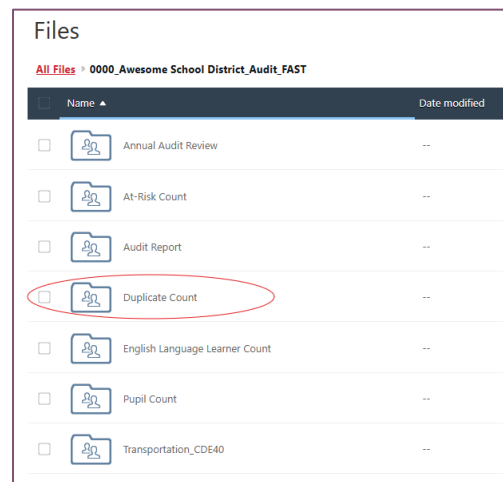 Files
All Files › 0000_Awesome School District_Audit_FAST
Name ▲ Date modified
Annual Audit Review --
At-Risk Count --
Audit Report --
Duplicate Count --
English Language Learner Count --
Pupil Count --
Transportation_CDE40 --